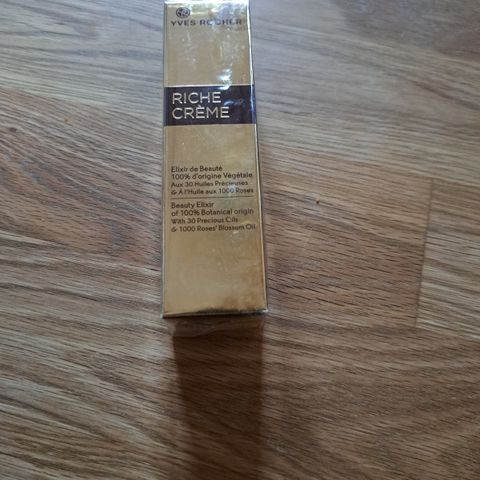 YVES ROCHER
RICHE
CRÈME
Elixir de Beauté
100% d'origine Végétale
Aux 30 Huiles Précieuses
& À l'Huile aux 1000 Roses
Beauty Elixir
of 100% Botanical origin
With 30 Precious Oils
& 1000 Roses' Blossom Oil